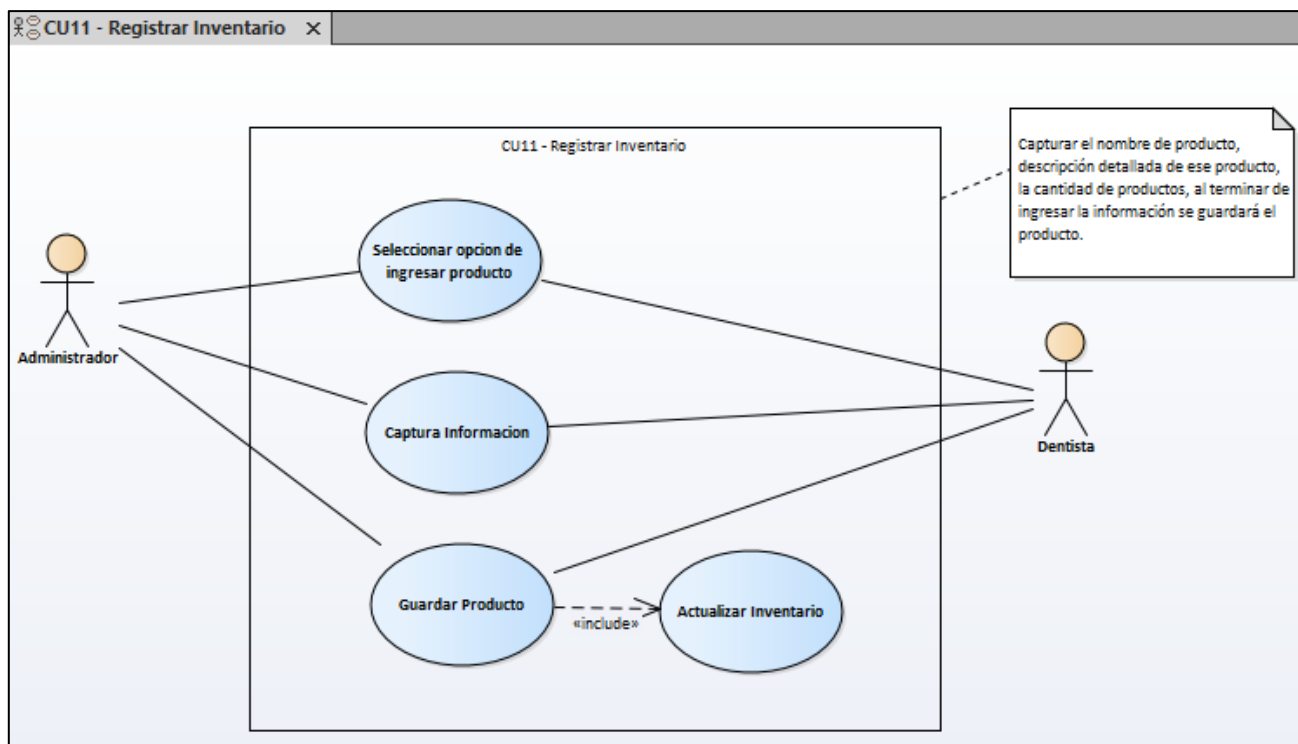 CU11 - Registrar Inventario
CU11 - Registrar Inventario
Capturar el nombre de producto,
descripción detallada de ese producto,
la cantidad de productos, al terminar de
ingresar la información se guardará el
producto.
Seleccionar opcion de
ingresar producto
Administrador
Captura Informacion
Dentista
Guardar Producto
«include»
Actualizar Inventario